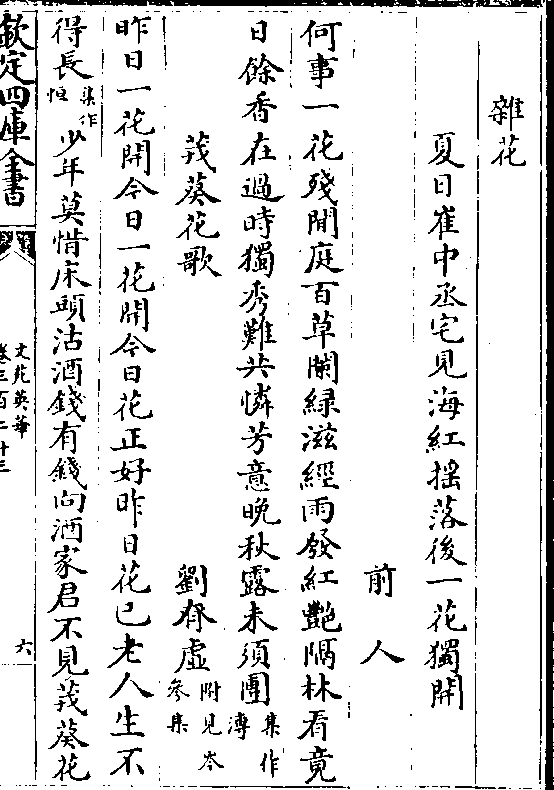 雜花
夏日崔中丞宅見海紅搖落後一花獨開
前人
何事一花殘閒庭百草闌綠滋經雨發紅艷隔林看竟
日餘香在過時獨秀難共憐芳意晚秋露未須團集作漙
莪葵花歌
劉眘虛附見岑參集
昨日一花開今日一花開今日花正好昨日花已老人生不
得長集作恒少年莫惜床頭沽酒錢有錢向酒家君不見莪葵花
欽定四庫全書
文苑英華
卷三百二十三
六